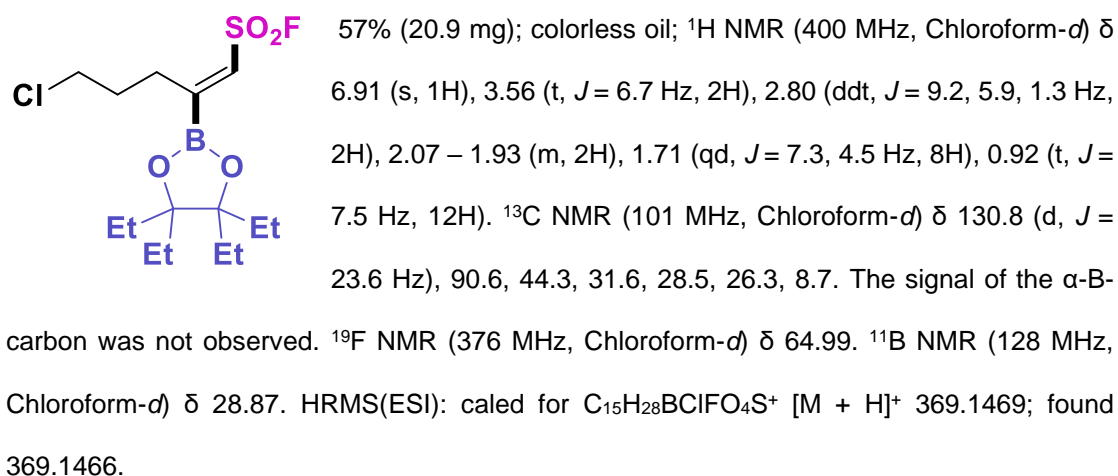 SO₂F
Cl
B
O
O
Et
Et
Et
Et
57% (20.9 mg); colorless oil; ¹H NMR (400 MHz, Chloroform-d) δ
6.91 (s, 1H), 3.56 (t, J = 6.7 Hz, 2H), 2.80 (ddt, J = 9.2, 5.9, 1.3 Hz,
2H), 2.07 – 1.93 (m, 2H), 1.71 (qd, J = 7.3, 4.5 Hz, 8H), 0.92 (t, J =
7.5 Hz, 12H). ¹³C NMR (101 MHz, Chloroform-d) δ 130.8 (d, J =
23.6 Hz), 90.6, 44.3, 31.6, 28.5, 26.3, 8.7. The signal of the α-B-
carbon was not observed. ¹⁹F NMR (376 MHz, Chloroform-d) δ 64.99. ¹¹B NMR (128 MHz,
Chloroform-d) δ 28.87. HRMS(ESI): caled for C₁₅H₂₈BClFO₄S⁺ [M + H]⁺ 369.1469; found
369.1466.